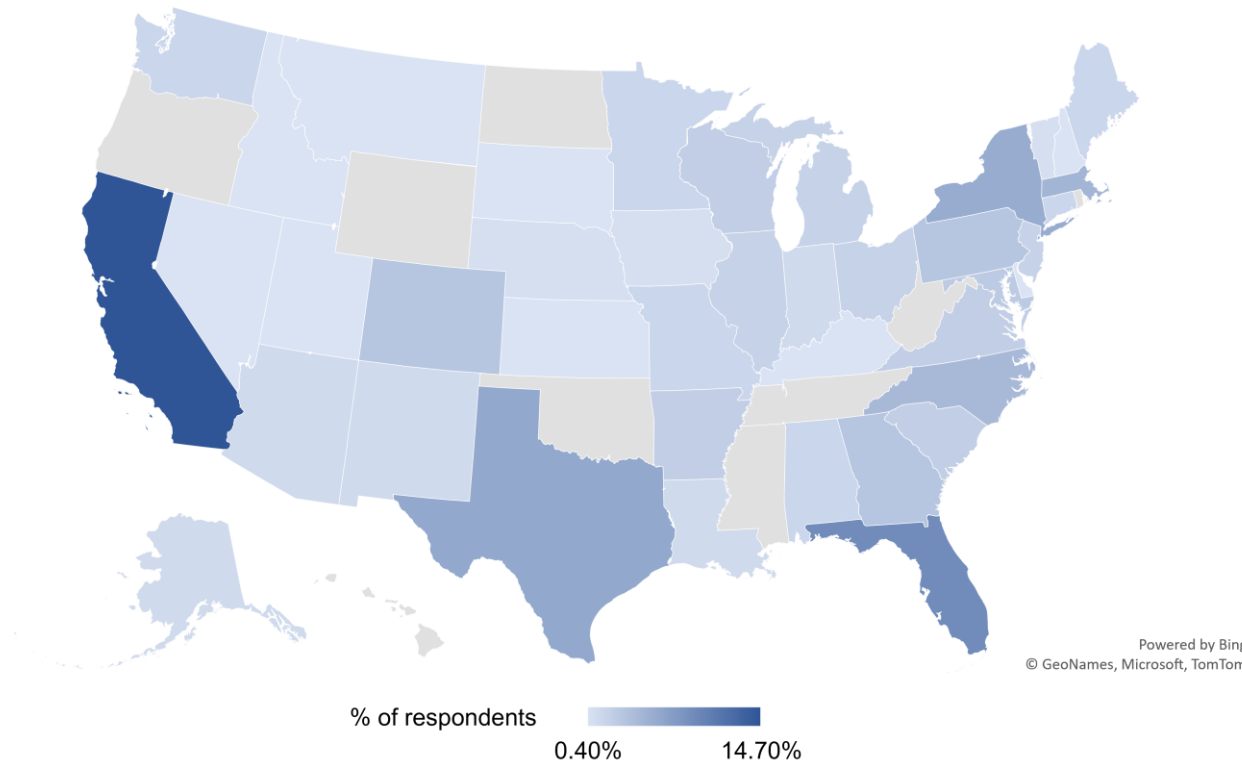 Powered by Bing
© GeoNames, Microsoft, TomTom
% of respondents
0.40%
14.70%